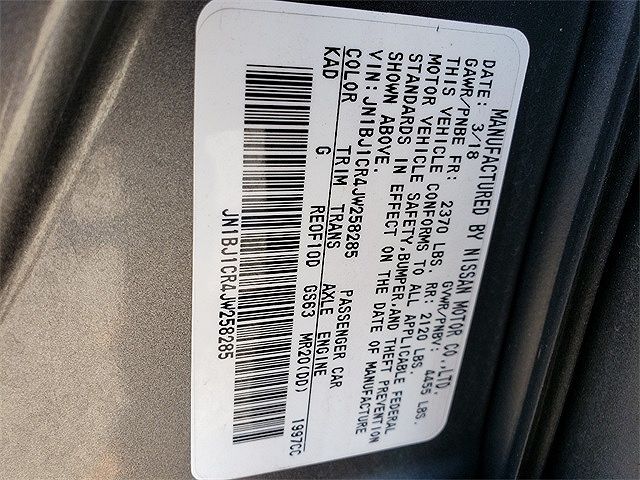 MANUFACTURED BY NISSAN MOTOR CO.,LTD.
DATE: 3/18 GVWR/PNBV: 4455 LBS.
GAWR/PNBE FR: 2370 LBS. RR: 2120 LBS.
THIS VEHICLE CONFORMS TO ALL APPLICABLE FEDERAL
MOTOR VEHICLE SAFETY,BUMPER,AND THEFT PREVENTION
STANDARDS IN EFFECT ON THE DATE OF MANUFACTURE
SHOWN ABOVE.
VIN:JN1BJ1CR4JW258285 PASSENGER CAR
COLOR TRIM TRANS AXLE ENGINE
KAD G RE0F10D GS63 MR20(DD) 1997CC
JN1BJ1CR4JW258285